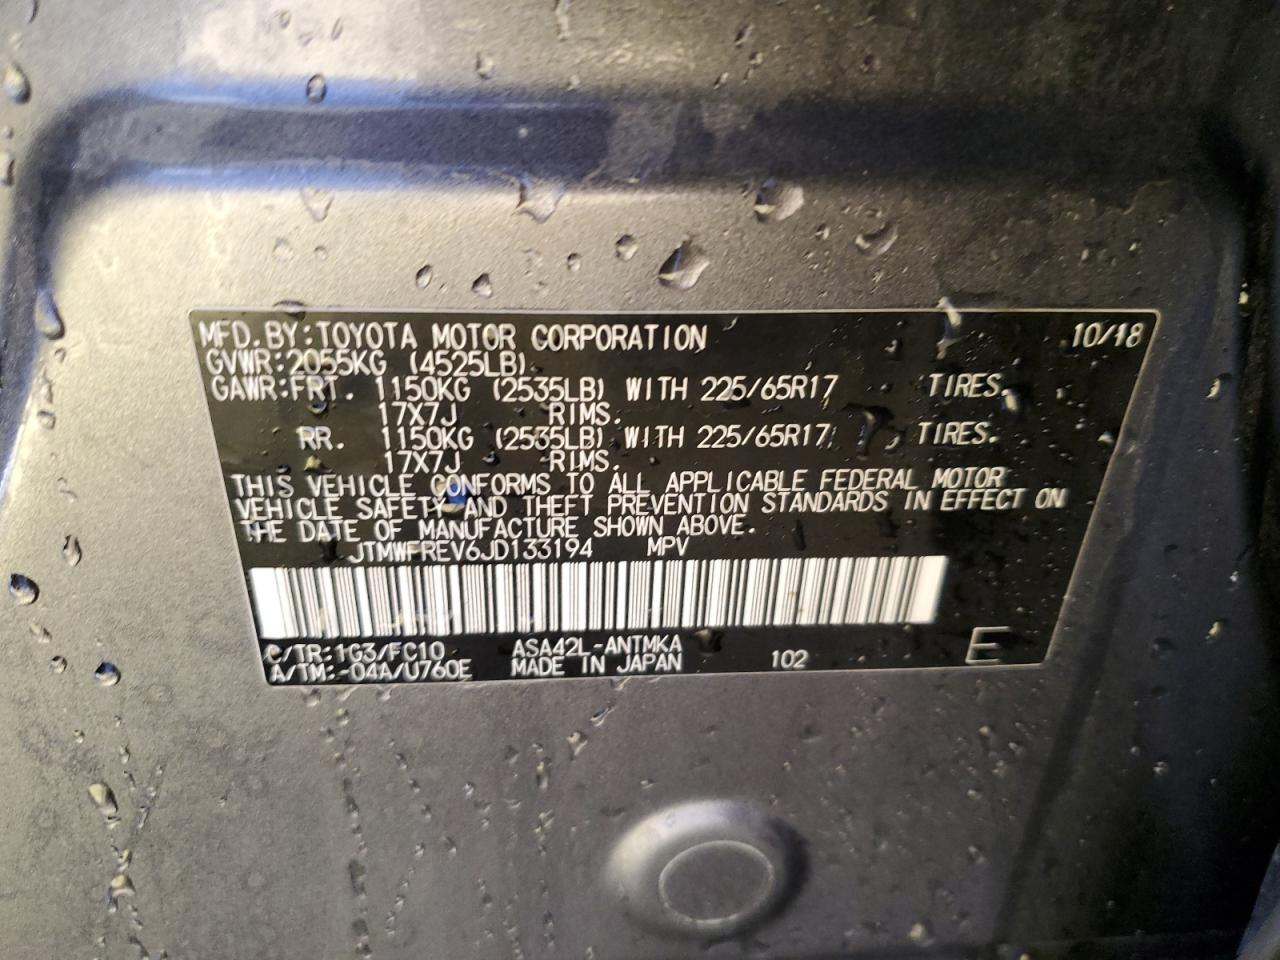 MFD.BY:TOYOTA MOTOR CORPORATION 10/18
GVWR:2055KG (4525LB)
GAWR:FRT. 1150KG (2535LB) WITH 225/65R17 TIRES.
17X7J RIMS.
RR. 1150KG (2535LB) WITH 225/65R17 TIRES.
17X7J RIMS.
THIS VEHICLE CONFORMS TO ALL APPLICABLE FEDERAL MOTOR
VEHICLE SAFETY AND THEFT PREVENTION STANDARDS IN EFFECT ON
THE DATE OF MANUFACTURE SHOWN ABOVE.
JTMWFREV6JD133194 MPV
C/TR:1G3/FC10 ASA42L-ANTMKA
A/TM:-04A/U760E MADE IN JAPAN 102 E